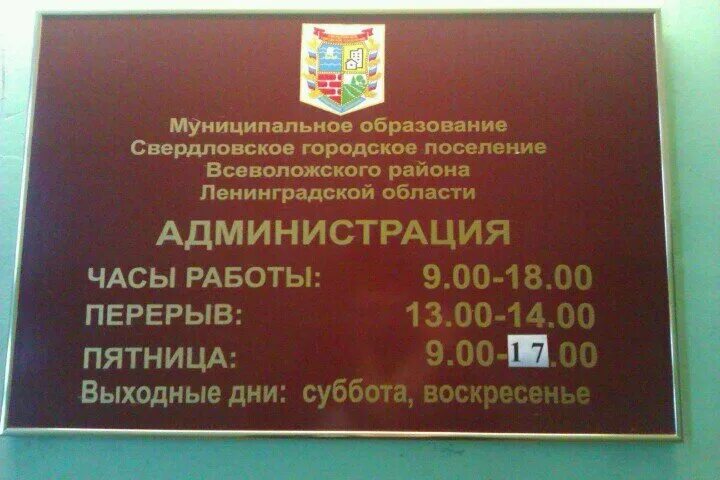 Муниципальное образование
Свердловское городское поселение
Всеволожского района
Ленинградской области
АДМИНИСТРАЦИЯ
ЧАСЫ РАБОТЫ: 9.00-18.00
ПЕРЕРЫВ: 13.00-14.00
ПЯТНИЦА: 9.00-17.00
Выходные дни: суббота, воскресенье